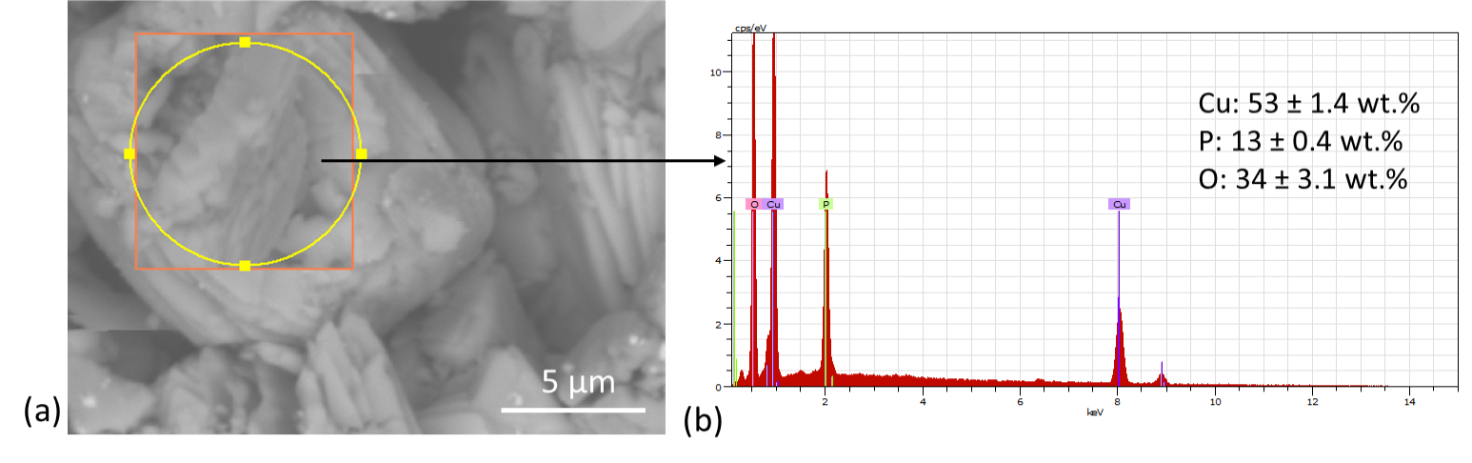 (a)
5 µm
(b)
cps/eV
10
8
6
4
2
0
O Cu P Cu
2 4 6 8 10 12 14
keV
Cu: 53 ± 1.4 wt.%
P: 13 ± 0.4 wt.%
O: 34 ± 3.1 wt.%